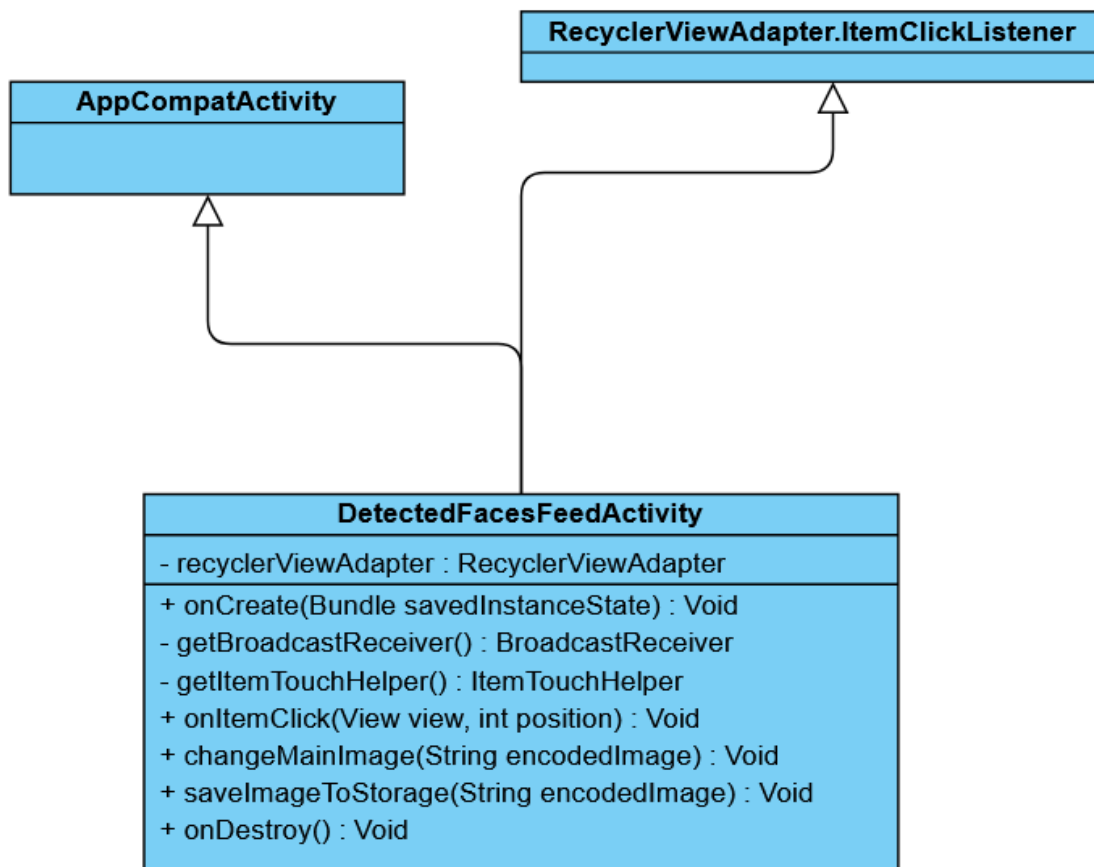 RecyclerViewAdapter.ItemClickListener
AppCompatActivity
DetectedFacesFeedActivity
- recyclerViewAdapter : RecyclerViewAdapter
+ onCreate(Bundle savedInstanceState) : Void
- getBroadcastReceiver() : BroadcastReceiver
- getItemTouchHelper() : ItemTouchHelper
+ onItemClick(View view, int position) : Void
+ changeMainImage(String encodedImage) : Void
+ saveImageToStorage(String encodedImage) : Void
+ onDestroy() : Void